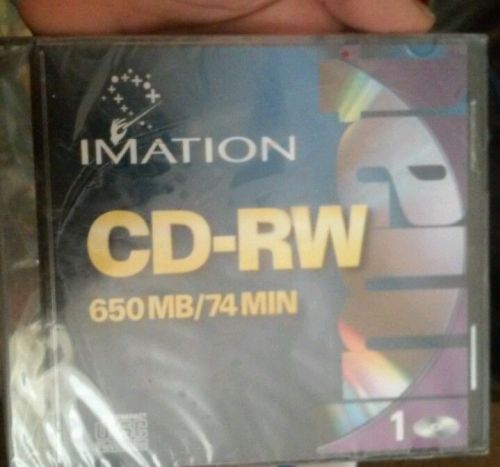 IMATION
CD-RW
650 MB/74 MIN
1